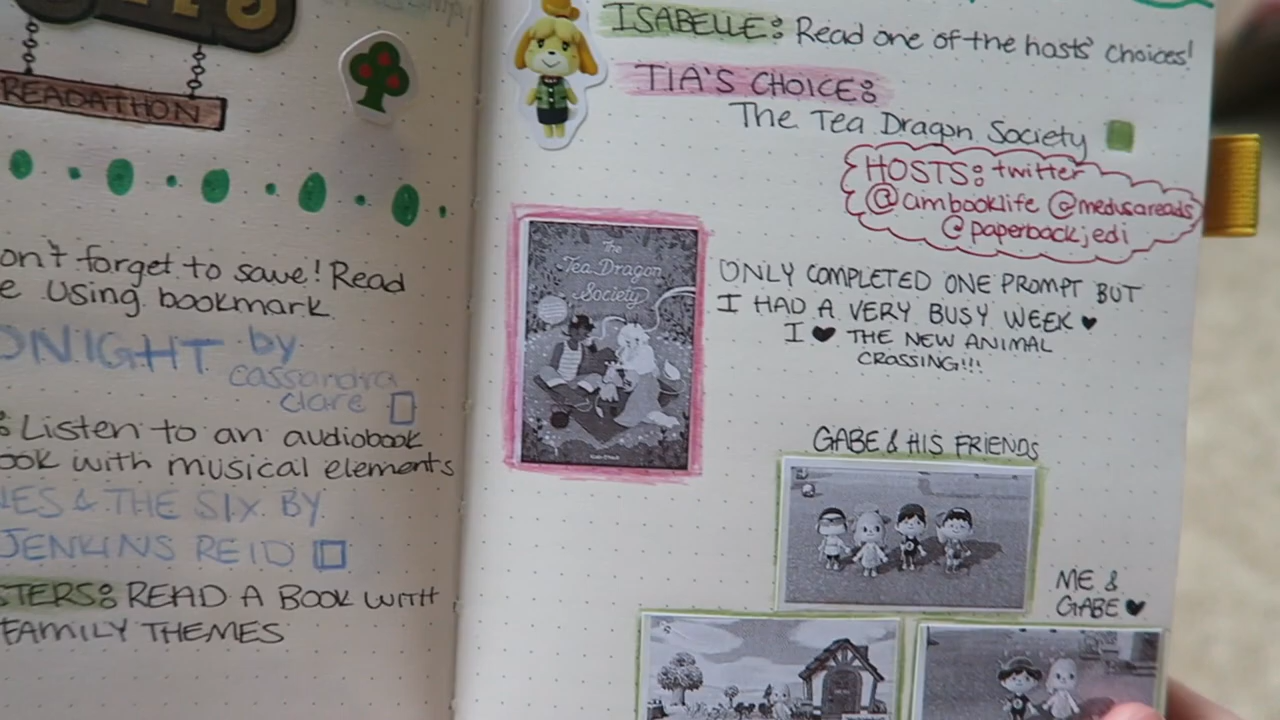 READATHON
on't forget to save! Read
e using bookmark.
by
cassandra
clare
: Listen to an audiobook
ook with musical elements
& THE SIX BY
JENKINS REID
STERS: READ A BOOK WITH
FAMILY THEMES
ISABELLE: Read one of the hosts' choices!
TIA'S CHOICE:
The Tea Dragon Society
HOSTS: twitter
@iambooklife @medusareads
@paperbackjedi
The
Tea Dragon
Society
ONLY COMPLETED ONE PROMPT BUT
I HAD A VERY BUSY WEEK ♥
I ♥ THE NEW ANIMAL
CROSSING!!!
GABE & HIS FRIENDS
ME &
GABE ♥